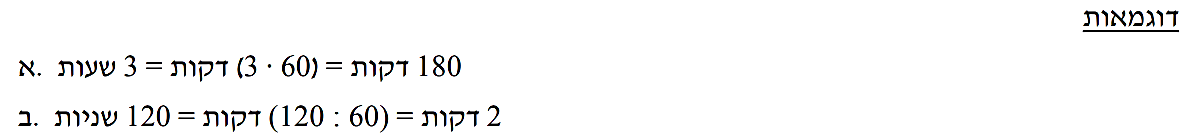 דוגמאות
א. 3 שעות = (3 · 60) דקות = 180 דקות
ב. 120 שניות = (120 : 60) דקות = 2 דקות